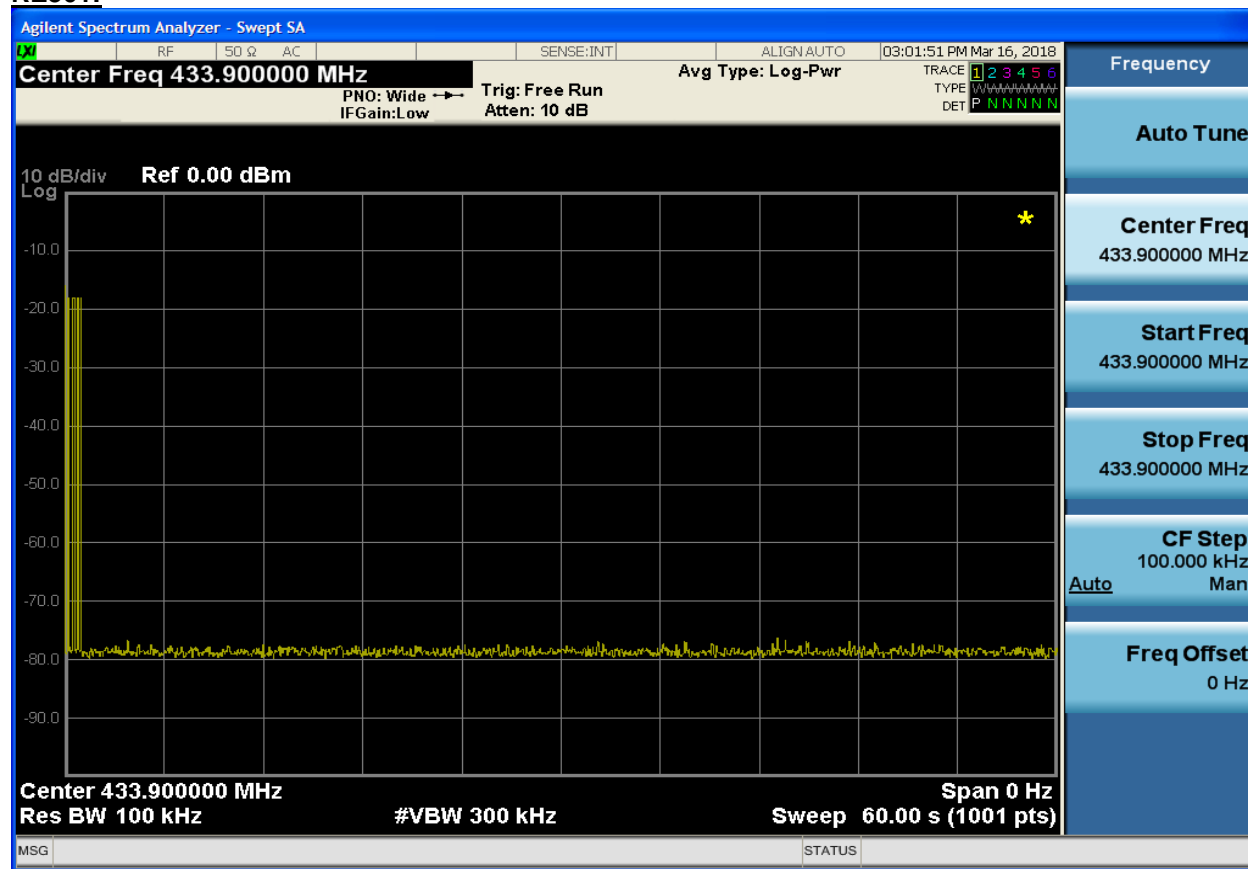 Agilent Spectrum Analyzer - Swept SA
LXI RF 50 Ω AC SENSE:INT ALIGNAUTO 03:01:51 PM Mar 16, 2018
Center Freq 433.900000 MHz
PNO: Wide
IFGain:Low
Trig: Free Run
Atten: 10 dB
Avg Type: Log-Pwr
TRACE 1 2 3 4 5 6
TYPE
DET P N N N N N
10 dB/div Ref 0.00 dBm
Log
*
-10.0
-20.0
-30.0
-40.0
-50.0
-60.0
-70.0
-80.0
-90.0
Center 433.900000 MHz Span 0 Hz
Res BW 100 kHz #VBW 300 kHz Sweep 60.00 s (1001 pts)
MSG STATUS
Frequency
Auto Tune
Center Freq
433.900000 MHz
Start Freq
433.900000 MHz
Stop Freq
433.900000 MHz
CF Step
100.000 kHz
Auto Man
Freq Offset
0 Hz